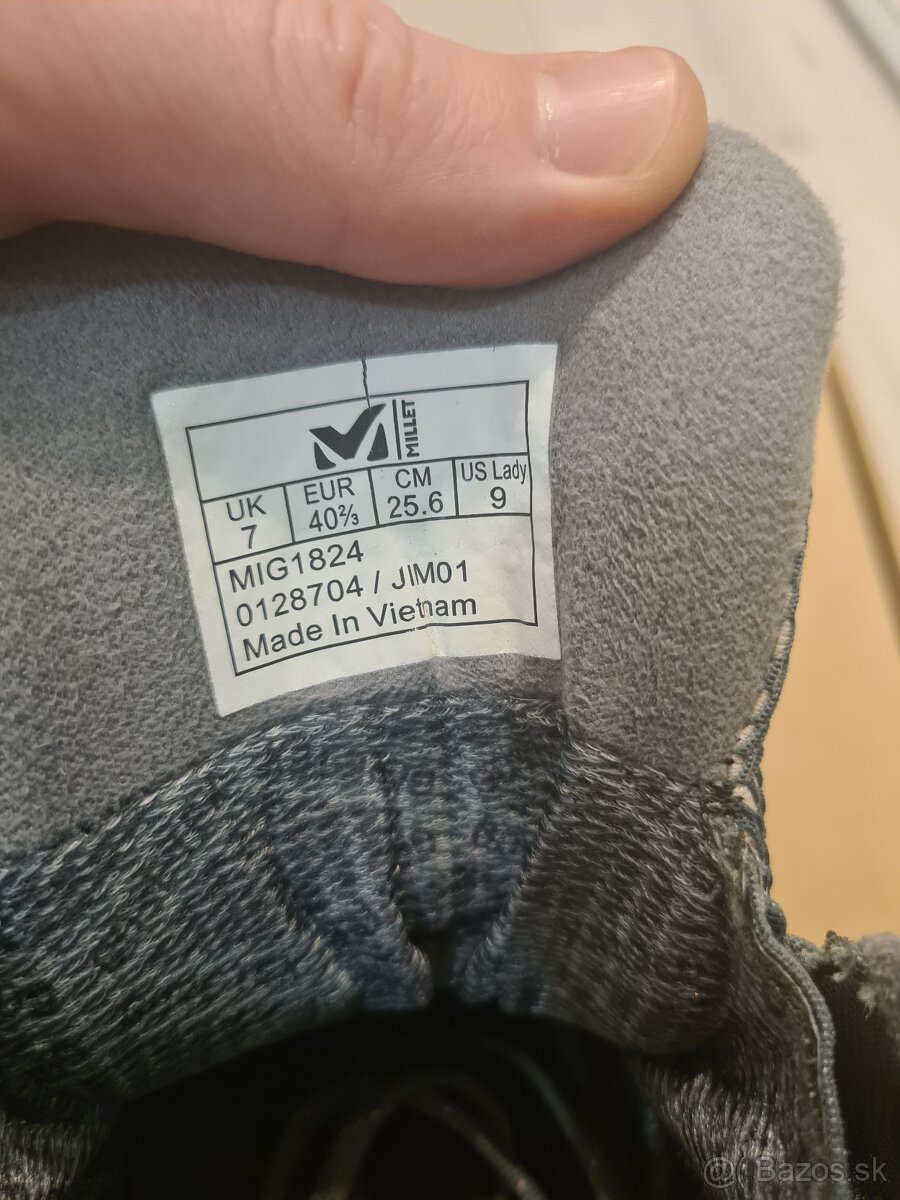 MILLET
UK EUR CM US Lady
7 40⅔ 25.6 9
MIG1824
0128704 / JIM01
Made In Vietnam
@ Bazos.sk